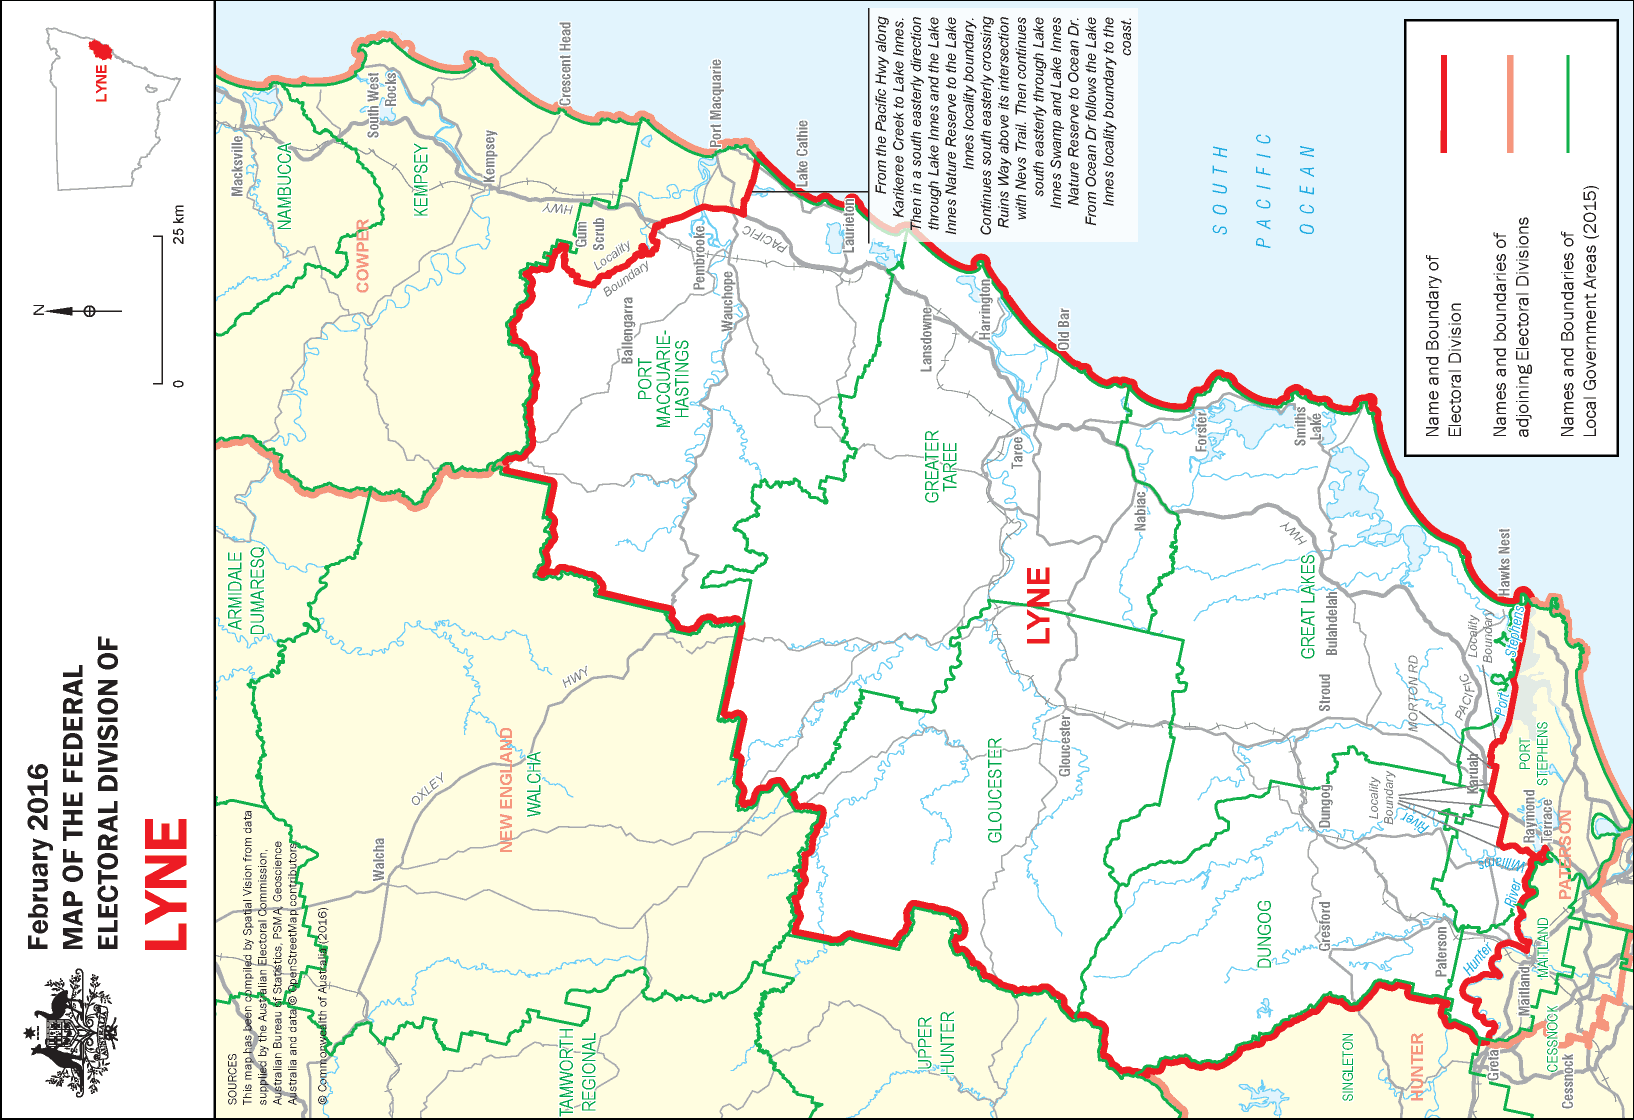 February 2016
MAP OF THE FEDERAL
ELECTORAL DIVISION OF
LYNE
N
0
25 km
LYNE
SOURCES
This map has been compiled by Spatial Vision from data
supplied by the Australian Electoral Commission,
Australian Bureau of Statistics, PSMA, Geoscience
Australia and data © OpenStreetMap contributors.
© Commonwealth of Australia (2016)
Macksville
NAMBUCCA
South West
Rocks
COWPER
KEMPSEY
Kempsey
Crescent Head
HWY
Gum
Scrub
Locality
Boundary
Port Macquarie
Pembrooke
PACIFIC
Lake Cathie
Laurieton
Wauchope
Ballengarra
PORT
MACQUARIE-
HASTINGS
From the Pacific Hwy along
Karikeree Creek to Lake Innes.
Then in a south easterly direction
through Lake Innes and the Lake
Innes Nature Reserve to the Lake
Innes locality boundary.
Continues south easterly crossing
Ruins Way above its intersection
with News Trail. Then continues
south easterly through Lake
Innes Swamp and Lake Innes
Nature Reserve to Ocean Dr.
From Ocean Dr follows the Lake
Innes locality boundary to the
coast.
SOUTH
PACIFIC
OCEAN
Lansdowne
Harrington
Old Bar
GREATER
TAREE
Taree
Forster
Smiths
Lake
Nabiac
HWY
Hawks Nest
ARMIDALE
DUMARESQ
LYNE
GREAT LAKES
Bulahdelah
Locality
Boundary
Port Stephens
HWY
OXLEY
NEW ENGLAND
WALCHA
Walcha
Stroud
MORTON RD
PACIFIC
Gloucester
GLOUCESTER
Karuah
PORT
STEPHENS
Dungog
Locality
Boundary
River
Williams
Raymond
Terrace
PATERSON
DUNGOG
Gresford
Paterson
Hunter
River
Maitland
MAITLAND
TAMWORTH
REGIONAL
UPPER
HUNTER
SINGLETON
HUNTER
Greta
CESSNOCK
Cessnock
Name and Boundary of
Electoral Division
Names and boundaries of
adjoining Electoral Divisions
Names and Boundaries of
Local Government Areas (2015)